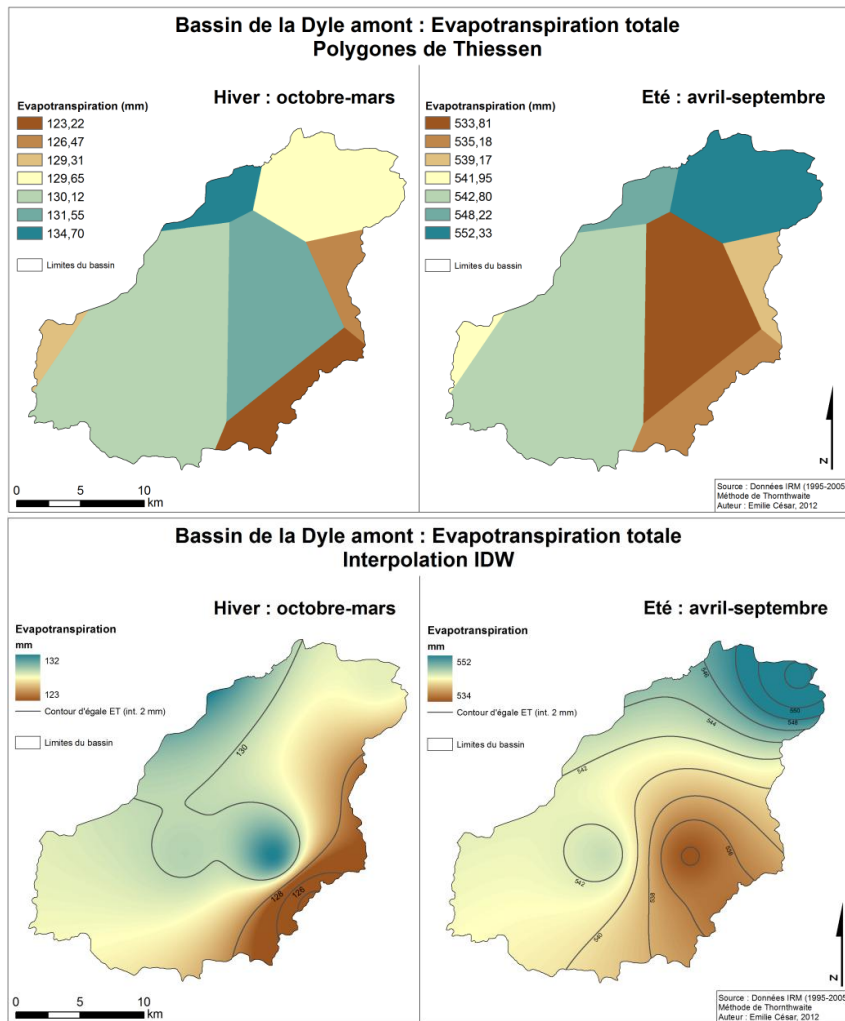 Bassin de la Dyle amont : Evapotranspiration totale
Polygones de Thiessen
Hiver : octobre-mars
Evapotranspiration (mm)
123,22
126,47
129,31
129,65
130,12
131,55
134,70
Limites du bassin
0 5 10
km
Eté : avril-septembre
Evapotranspiration (mm)
533,81
535,18
539,17
541,95
542,80
548,22
552,33
Limites du bassin
N
Source : Données IRM (1995-2005)
Méthode de Thornthwaite
Auteur : Emilie César, 2012
Bassin de la Dyle amont : Evapotranspiration totale
Interpolation IDW
Hiver : octobre-mars
Evapotranspiration
mm
132
123
Contour d'égale ET (int. 2 mm)
Limites du bassin
130
128
126
0 5 10
km
Eté : avril-septembre
Evapotranspiration
mm
552
534
Contour d'égale ET (int. 2 mm)
Limites du bassin
546
550
548
544
542
542
536
538
540
N
Source : Données IRM (1995-2005)
Méthode de Thornthwaite
Auteur : Emilie César, 2012